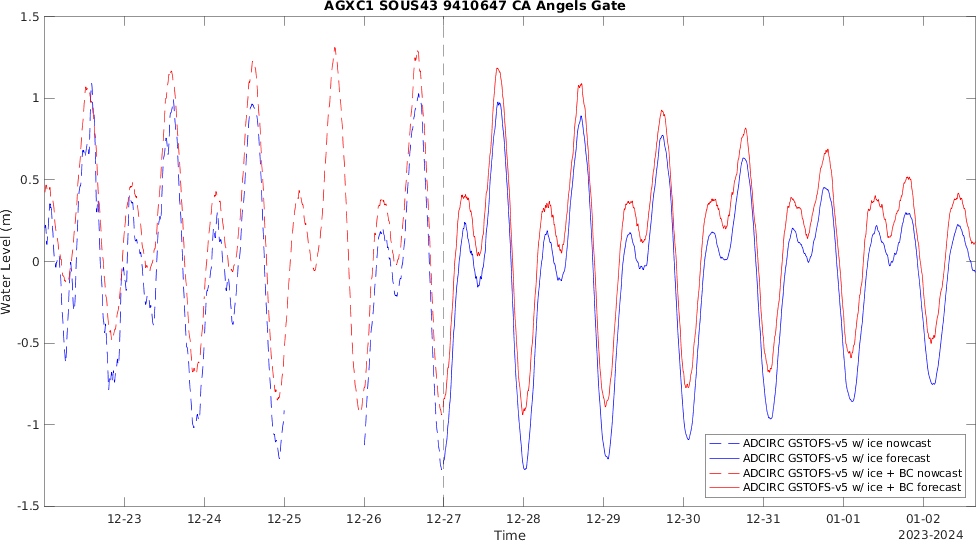 AGXC1 SOUS43 9410647 CA Angels Gate
1.5
1
0.5
0
-0.5
-1
-1.5
Water Level (m)
12-23 12-24 12-25 12-26 12-27 12-28 12-29 12-30 12-31 01-01 01-02
2023-2024
Time
ADCIRC GSTOFS-v5 w/ ice nowcast
ADCIRC GSTOFS-v5 w/ ice forecast
ADCIRC GSTOFS-v5 w/ ice + BC nowcast
ADCIRC GSTOFS-v5 w/ ice + BC forecast